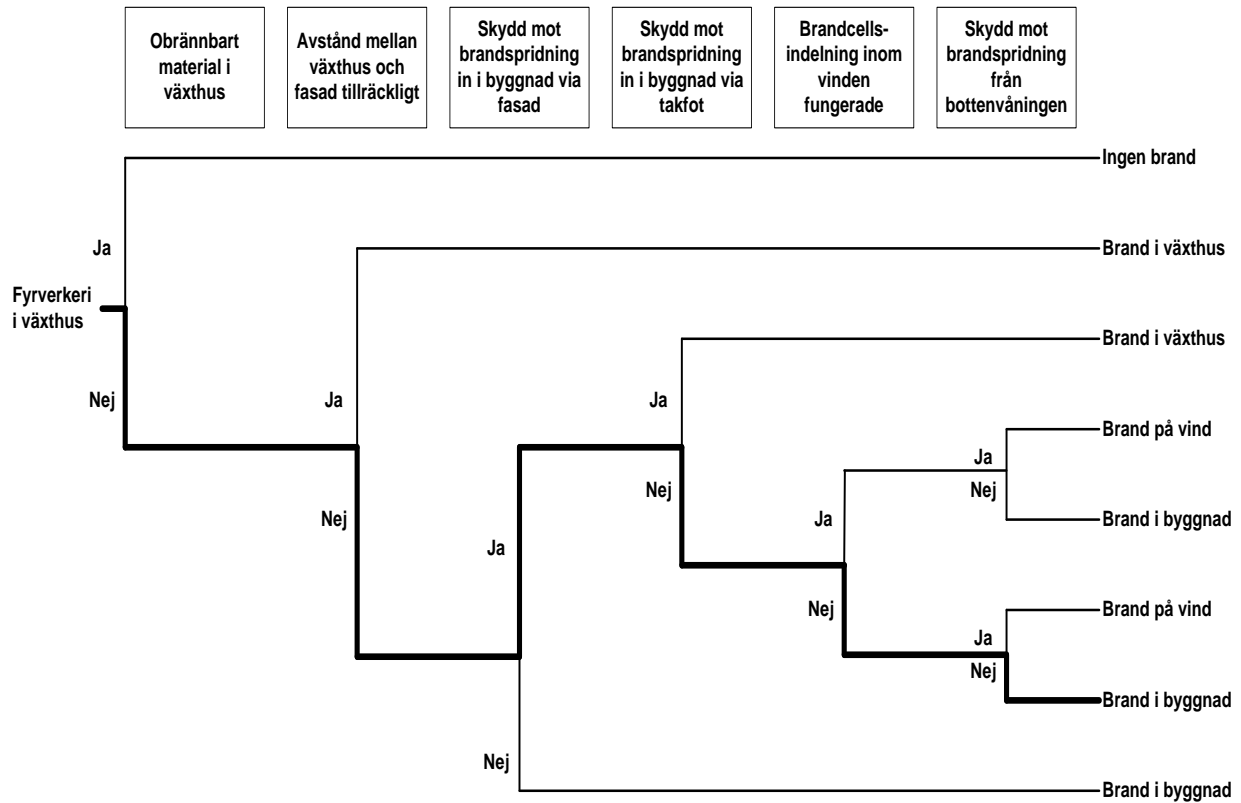 Obrännbart
material i
växthus
Avstånd mellan
växthus och
fasad tillräckligt
Skydd mot
brandspridning
in i byggnad via
fasad
Skydd mot
brandspridning
in i byggnad via
takfot
Brandcells-
indelning inom
vinden
fungerade
Skydd mot
brandspridning
från
bottenvåningen
Ingen brand
Ja
Brand i växthus
Fyrverkeri
i växthus
Brand i växthus
Nej
Ja
Ja
Brand på vind
Ja
Nej
Nej
Nej
Ja
Brand i byggnad
Ja
Nej
Brand på vind
Ja
Nej
Brand i byggnad
Nej
Brand i byggnad